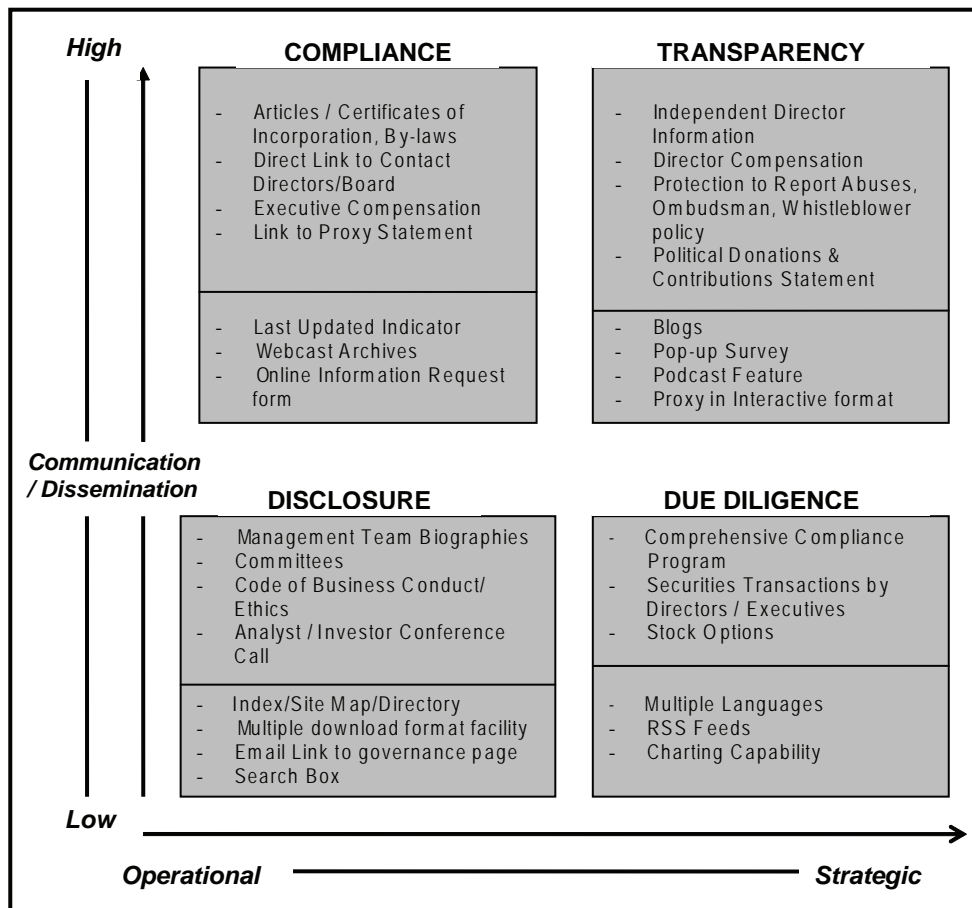 High
COMPLIANCE
- Articles / Certificates of
Incorporation, By-laws
- Direct Link to Contact
Directors/Board
- Executive Compensation
- Link to Proxy Statement
- Last Updated Indicator
- Webcast Archives
- Online Information Request
form
TRANSPARENCY
- Independent Director
Information
- Director Compensation
- Protection to Report Abuses,
Ombudsman, Whistleblower
policy
- Political Donations &
Contributions Statement
- Blogs
- Pop-up Survey
- Podcast Feature
- Proxy in Interactive format
Communication
/ Dissemination
DISCLOSURE
- Management Team Biographies
- Committees
- Code of Business Conduct/
Ethics
- Analyst / Investor Conference
Call
- Index/Site Map/Directory
- Multiple download format facility
- Email Link to governance page
- Search Box
DUE DILIGENCE
- Comprehensive Compliance
Program
- Securities Transactions by
Directors / Executives
- Stock Options
- Multiple Languages
- RSS Feeds
- Charting Capability
Low
Operational
Strategic